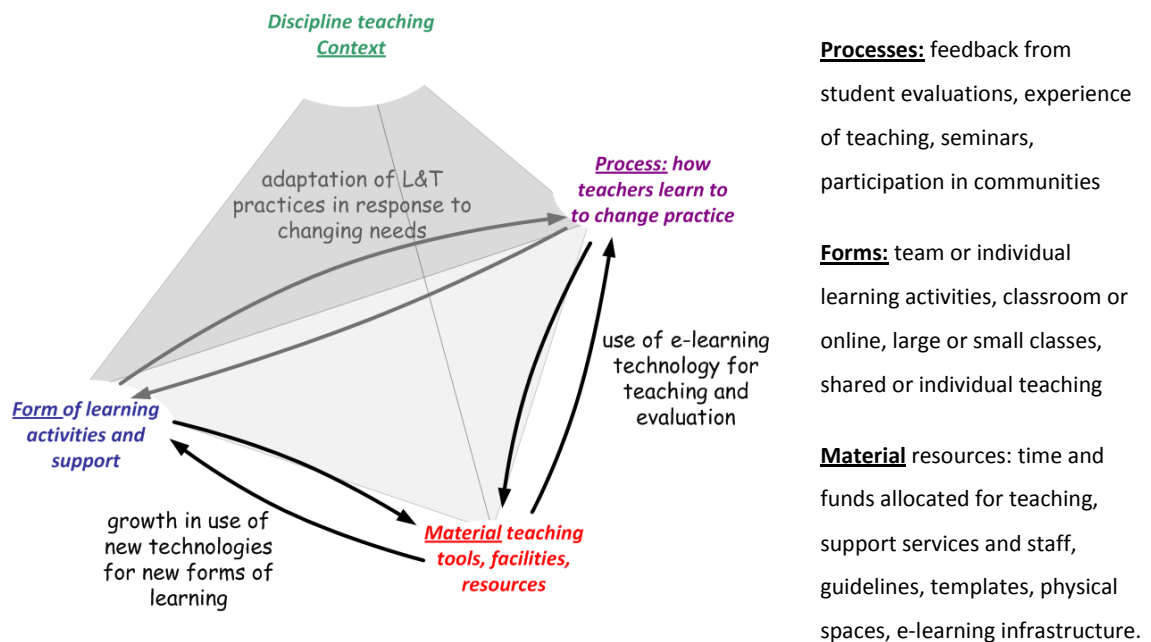 Discipline teaching
Context
adaptation of L&T
practices in response to
changing needs
Process: how
teachers learn to
to change practice
use of e-learning
technology for
teaching and
evaluation
Form of learning
activities and
support
growth in use of
new technologies
for new forms of
learning
Material teaching
tools, facilities,
resources
Processes: feedback from
student evaluations, experience
of teaching, seminars,
participation in communities
Forms: team or individual
learning activities, classroom or
online, large or small classes,
shared or individual teaching
Material resources: time and
funds allocated for teaching,
support services and staff,
guidelines, templates, physical
spaces, e-learning infrastructure.